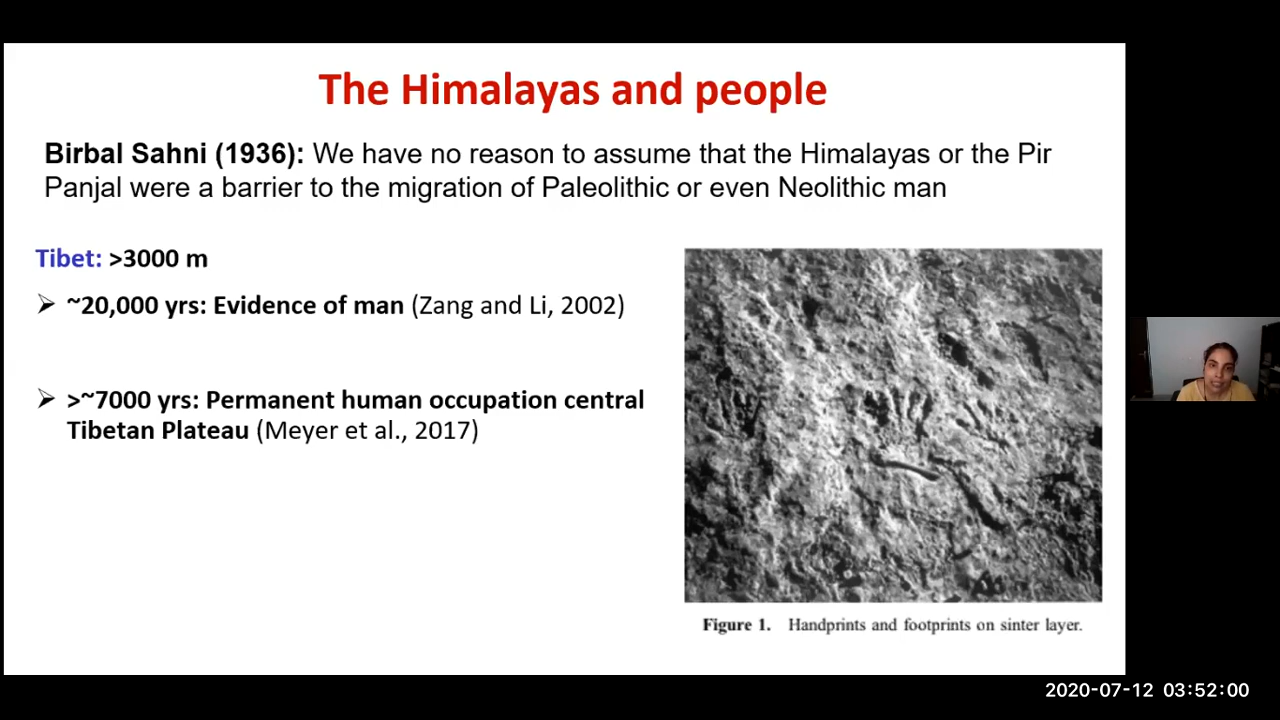 The Himalayas and people
Birbal Sahni (1936): We have no reason to assume that the Himalayas or the Pir
Panjal were a barrier to the migration of Paleolithic or even Neolithic man
Tibet: >3000 m
➢ ~20,000 yrs: Evidence of man (Zang and Li, 2002)
➢ >~7000 yrs: Permanent human occupation central
Tibetan Plateau (Meyer et al., 2017)
Figure 1. Handprints and footprints on sinter layer.
2020-07-12 03:52:00